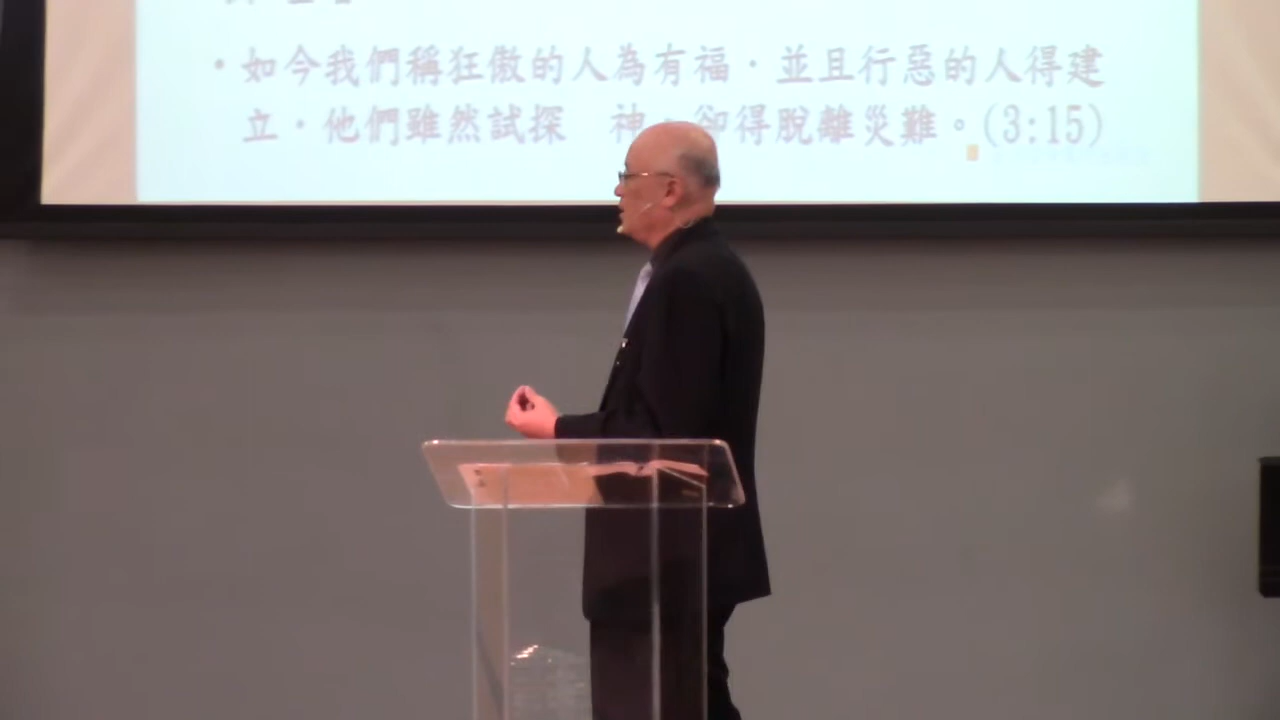 • 如今我們稱狂傲的人為有福．並且行惡的人得建
立．他們雖然試探　神．卻得脫離災難。(3:15)